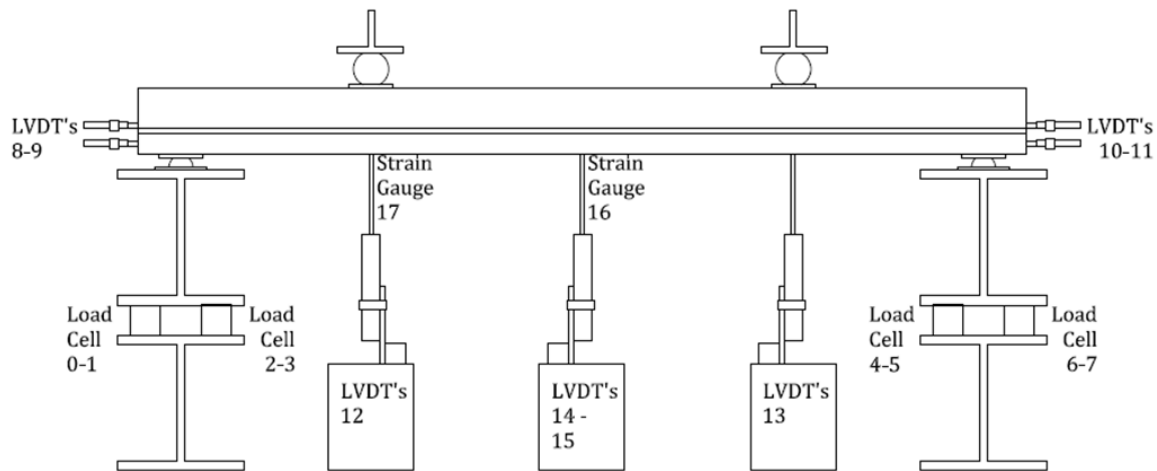 LVDT's
8-9
LVDT's
10-11
Strain
Gauge
17
Strain
Gauge
16
Load
Cell
0-1
Load
Cell
2-3
Load
Cell
4-5
Load
Cell
6-7
LVDT's
12
LVDT's
14 -
15
LVDT's
13